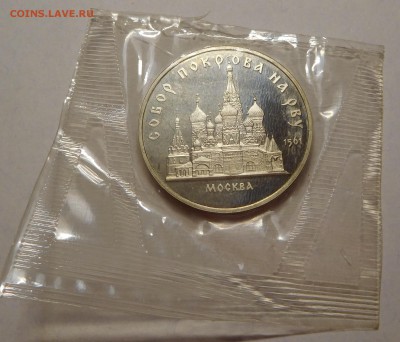 COINS.LAVE.RU
СОБОР ПОКРОВА НА РВУ
1561
МОСКВА